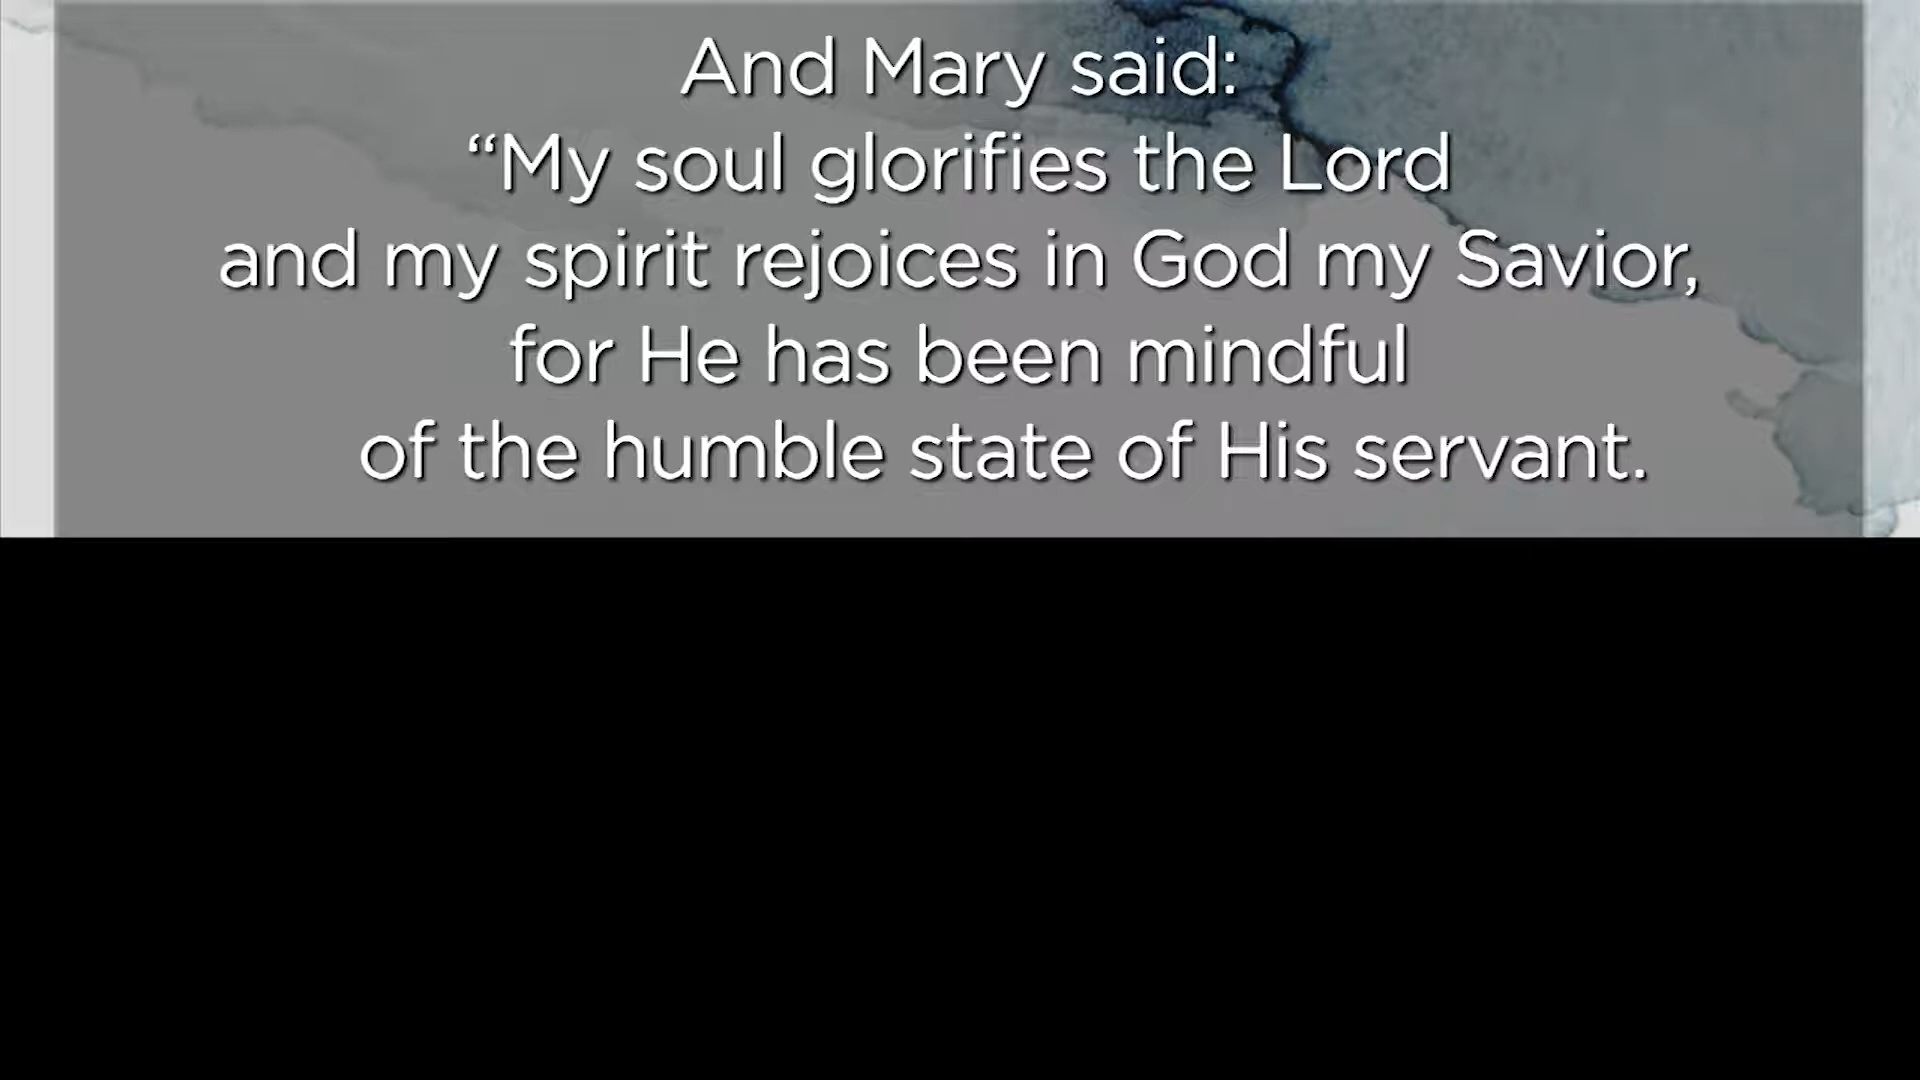 And Mary said:
“My soul glorifies the Lord
and my spirit rejoices in God my Savior,
for He has been mindful
of the humble state of His servant.